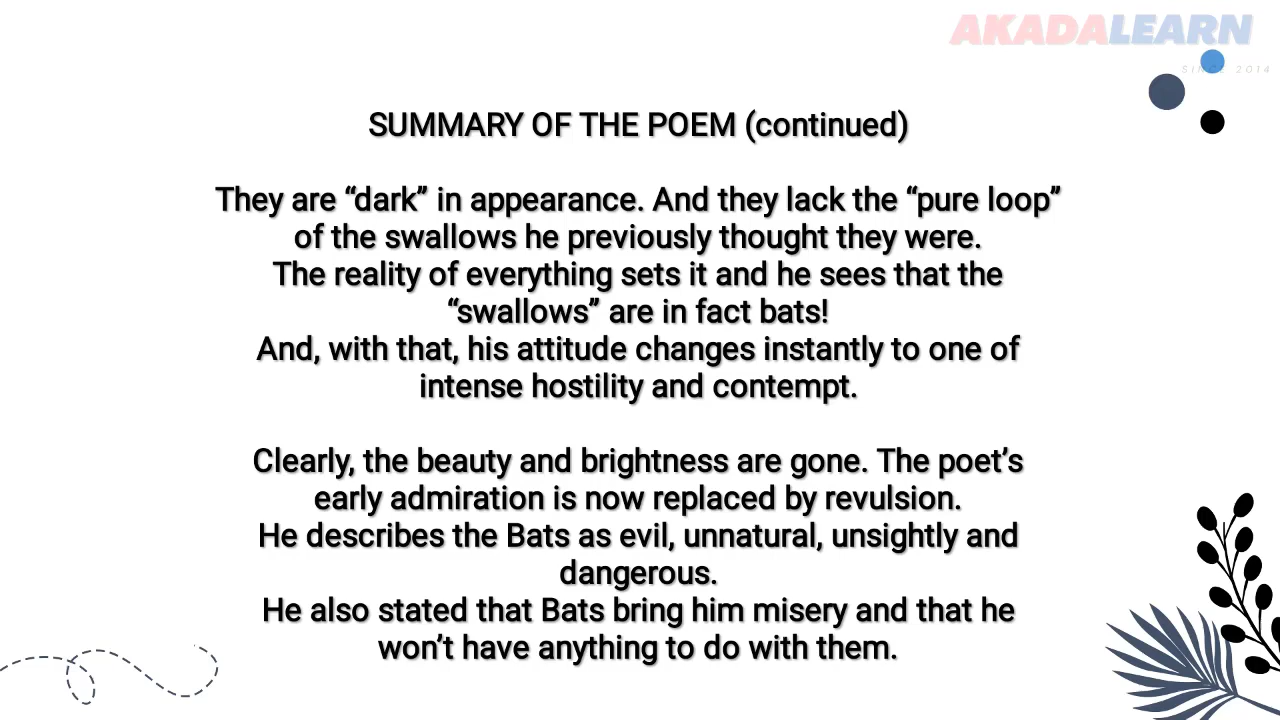 AKADALEARN
SINCE 2014
SUMMARY OF THE POEM (continued)
They are “dark” in appearance. And they lack the “pure loop”
of the swallows he previously thought they were.
The reality of everything sets it and he sees that the
“swallows” are in fact bats!
And, with that, his attitude changes instantly to one of
intense hostility and contempt.
Clearly, the beauty and brightness are gone. The poet’s
early admiration is now replaced by revulsion.
He describes the Bats as evil, unnatural, unsightly and
dangerous.
He also stated that Bats bring him misery and that he
won’t have anything to do with them.